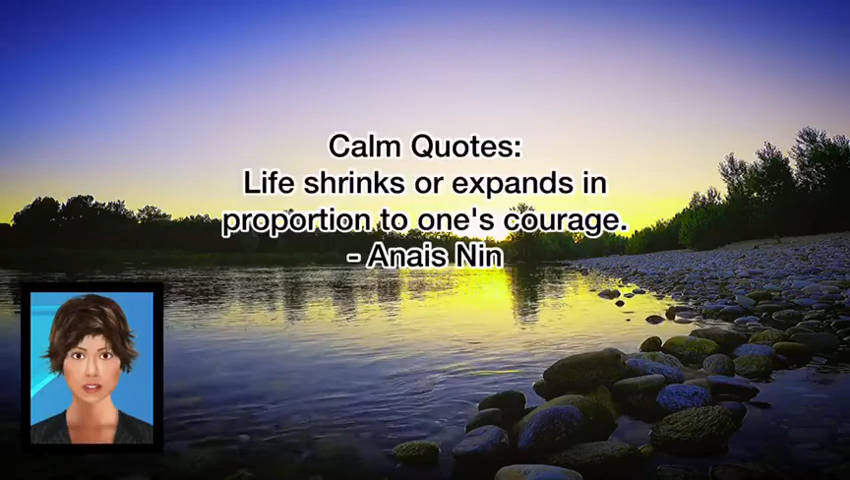 Calm Quotes:
Life shrinks or expands in
proportion to one's courage.
- Anais Nin